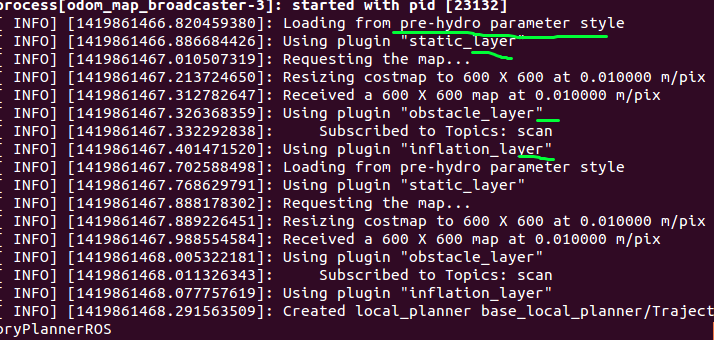 process[odom_map_broadcaster-3]: started with pid [23132]
[ INFO] [1419861466.820459380]: Loading from pre-hydro parameter style
[ INFO] [1419861466.886684426]: Using plugin "static_layer"
[ INFO] [1419861467.010507319]: Requesting the map...
[ INFO] [1419861467.213724650]: Resizing costmap to 600 X 600 at 0.010000 m/pix
[ INFO] [1419861467.312782647]: Received a 600 X 600 map at 0.010000 m/pix
[ INFO] [1419861467.326368359]: Using plugin "obstacle_layer"
[ INFO] [1419861467.332292838]:     Subscribed to Topics: scan
[ INFO] [1419861467.401471520]: Using plugin "inflation_layer"
[ INFO] [1419861467.702588498]: Loading from pre-hydro parameter style
[ INFO] [1419861467.768629791]: Using plugin "static_layer"
[ INFO] [1419861467.888178302]: Requesting the map...
[ INFO] [1419861467.889226451]: Resizing costmap to 600 X 600 at 0.010000 m/pix
[ INFO] [1419861467.988554584]: Received a 600 X 600 map at 0.010000 m/pix
[ INFO] [1419861468.005322181]: Using plugin "obstacle_layer"
[ INFO] [1419861468.011326343]:     Subscribed to Topics: scan
[ INFO] [1419861468.077757619]: Using plugin "inflation_layer"
[ INFO] [1419861468.291563509]: Created local_planner base_local_planner/Traject
oryPlannerROS